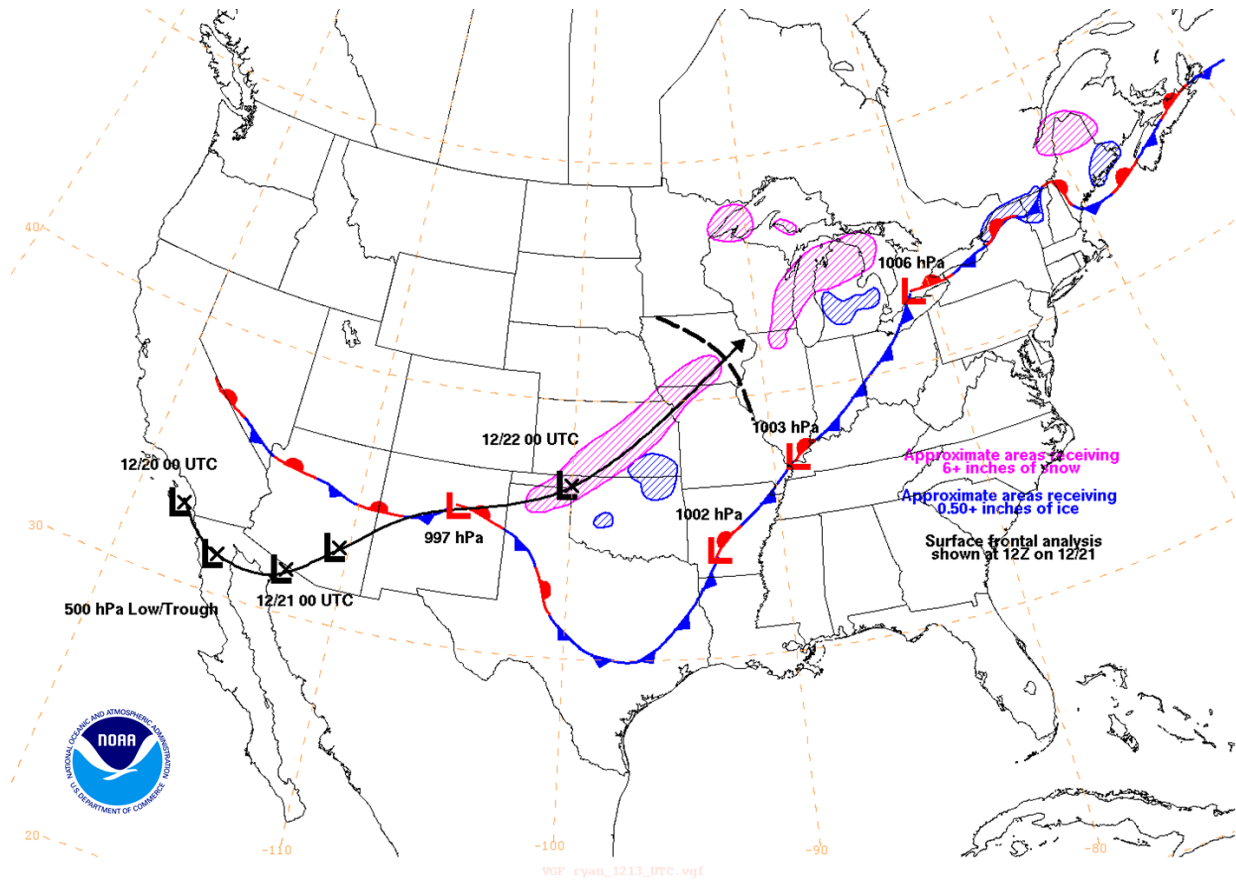 40
1006 hPa
12/22 00 UTC
1003 hPa
12/20 00 UTC
Approximate areas receiving
6+ inches of snow
Approximate areas receiving
0.50+ inches of ice
30
1002 hPa
997 hPa
Surface frontal analysis
shown at 12Z on 12/21
12/21 00 UTC
500 hPa Low/Trough
L
L
L
L
L
L
L
L
L
L
NATIONAL OCEANIC AND ATMOSPHERIC ADMINISTRATION
NOAA
U.S. DEPARTMENT OF COMMERCE
20
-110
-100
-90
-80
VGF ryan_1213_UTC.vgf